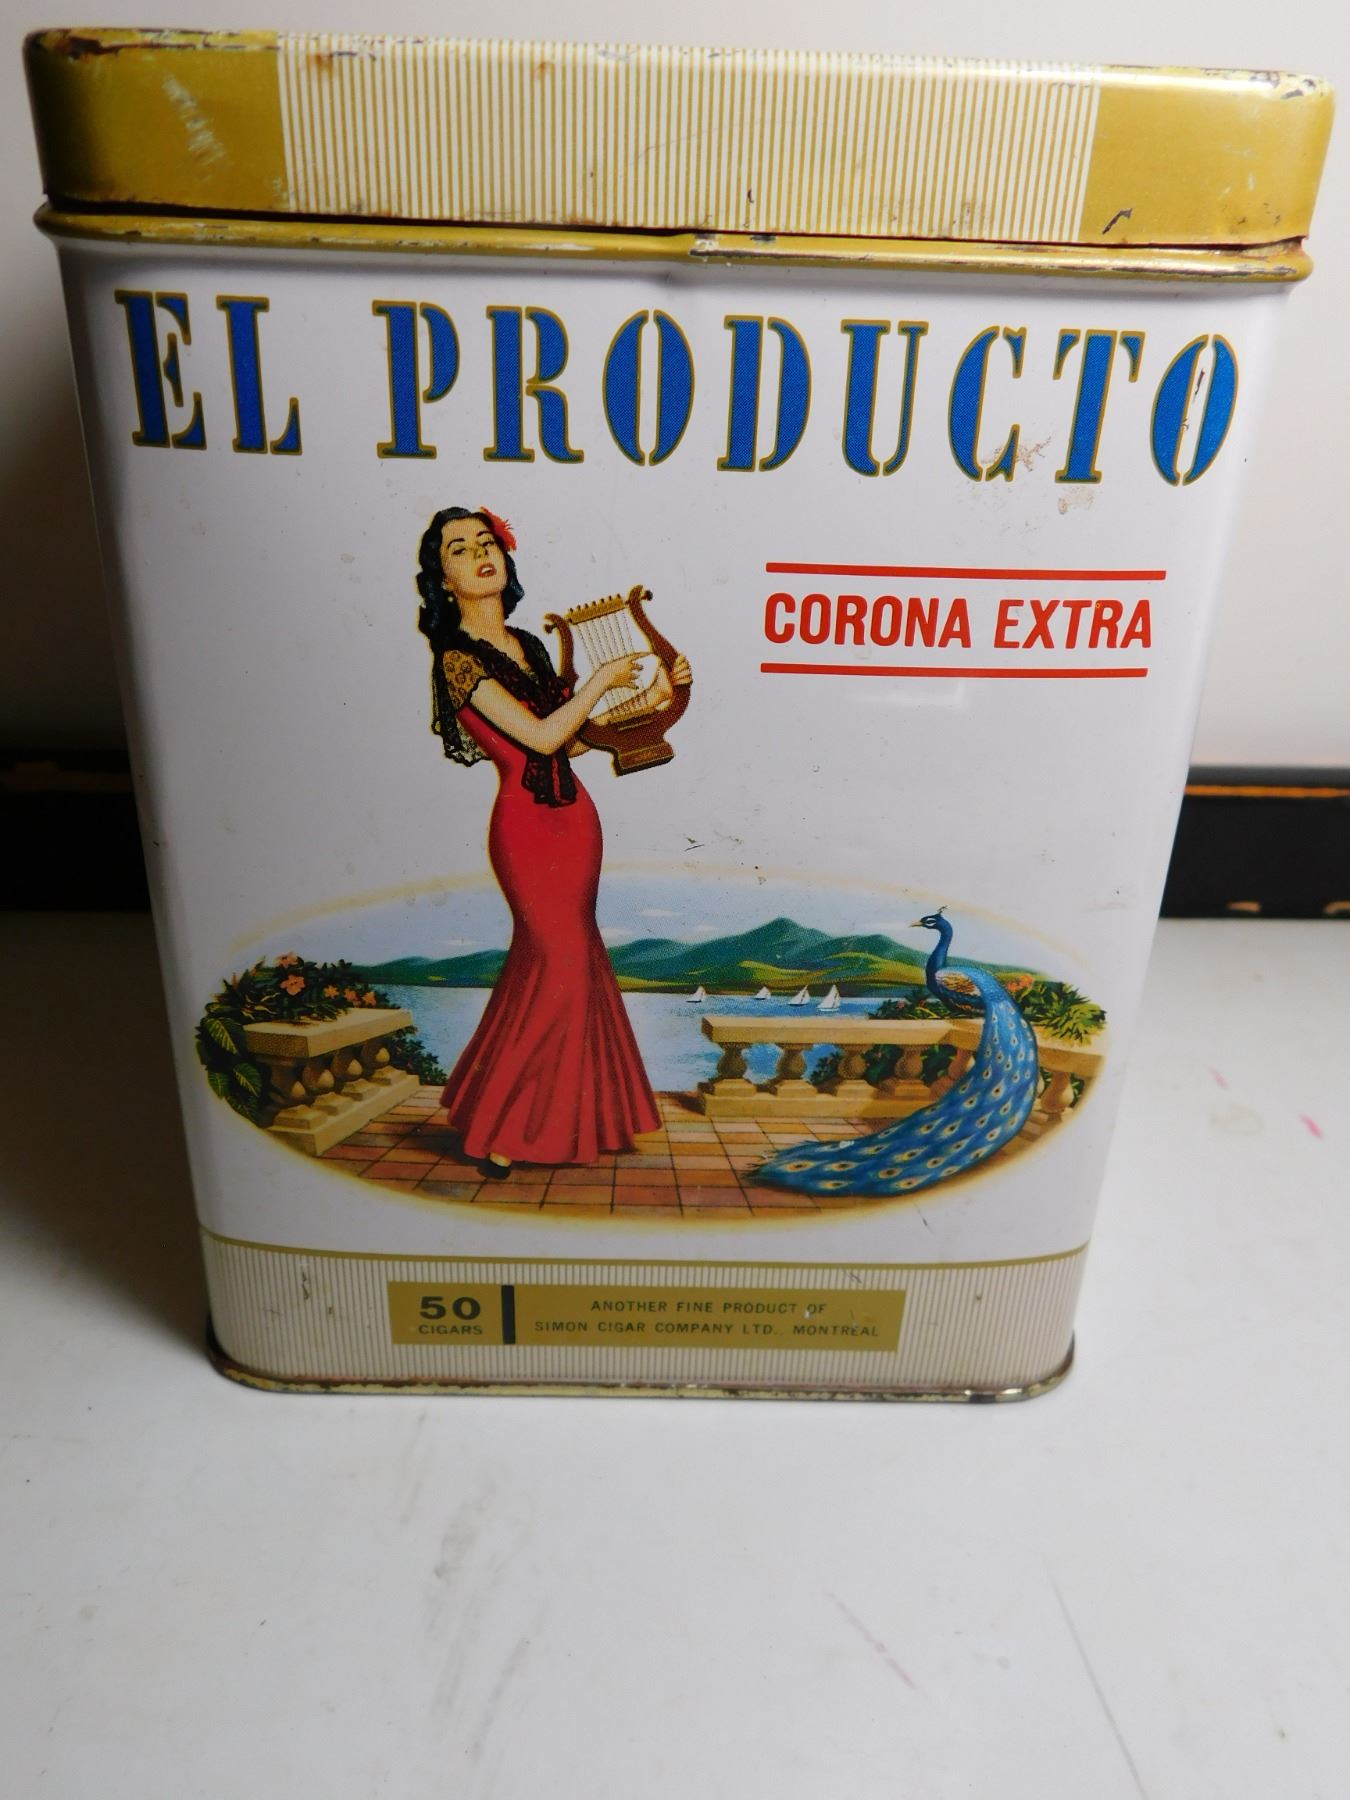 EL PRODUCTO
CORONA EXTRA
50
CIGARS
ANOTHER FINE PRODUCT OF
SIMON CIGAR COMPANY LTD., MONTREAL